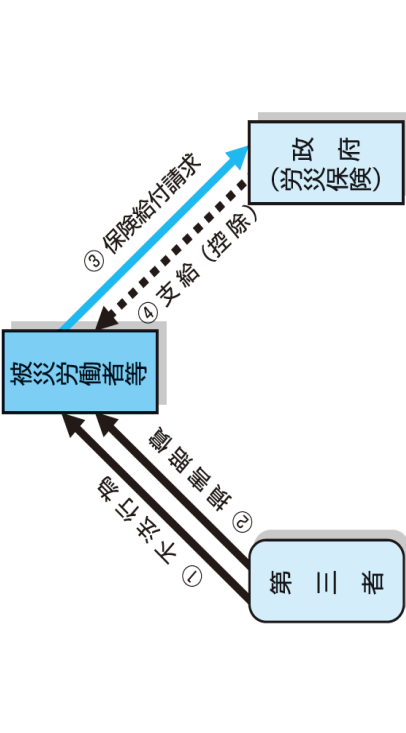 被災労働者等
① 不法行為
② 損害賠償
③ 保険給付請求
④ 支給（控除）
第三者
政府
（労災保険）